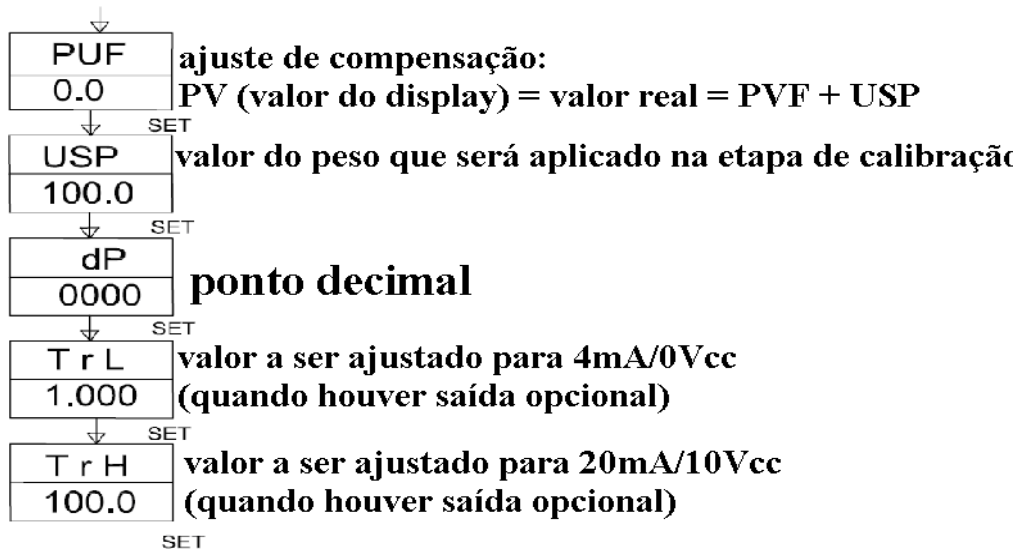 PUF
0.0
ajuste de compensação:
PV (valor do display) = valor real = PVF + USP
SET
USP
100.0
valor do peso que será aplicado na etapa de calibração
SET
dP
0000
ponto decimal
SET
TrL
1.000
valor a ser ajustado para 4mA/0Vcc
(quando houver saída opcional)
SET
TrH
100.0
valor a ser ajustado para 20mA/10Vcc
(quando houver saída opcional)
SET